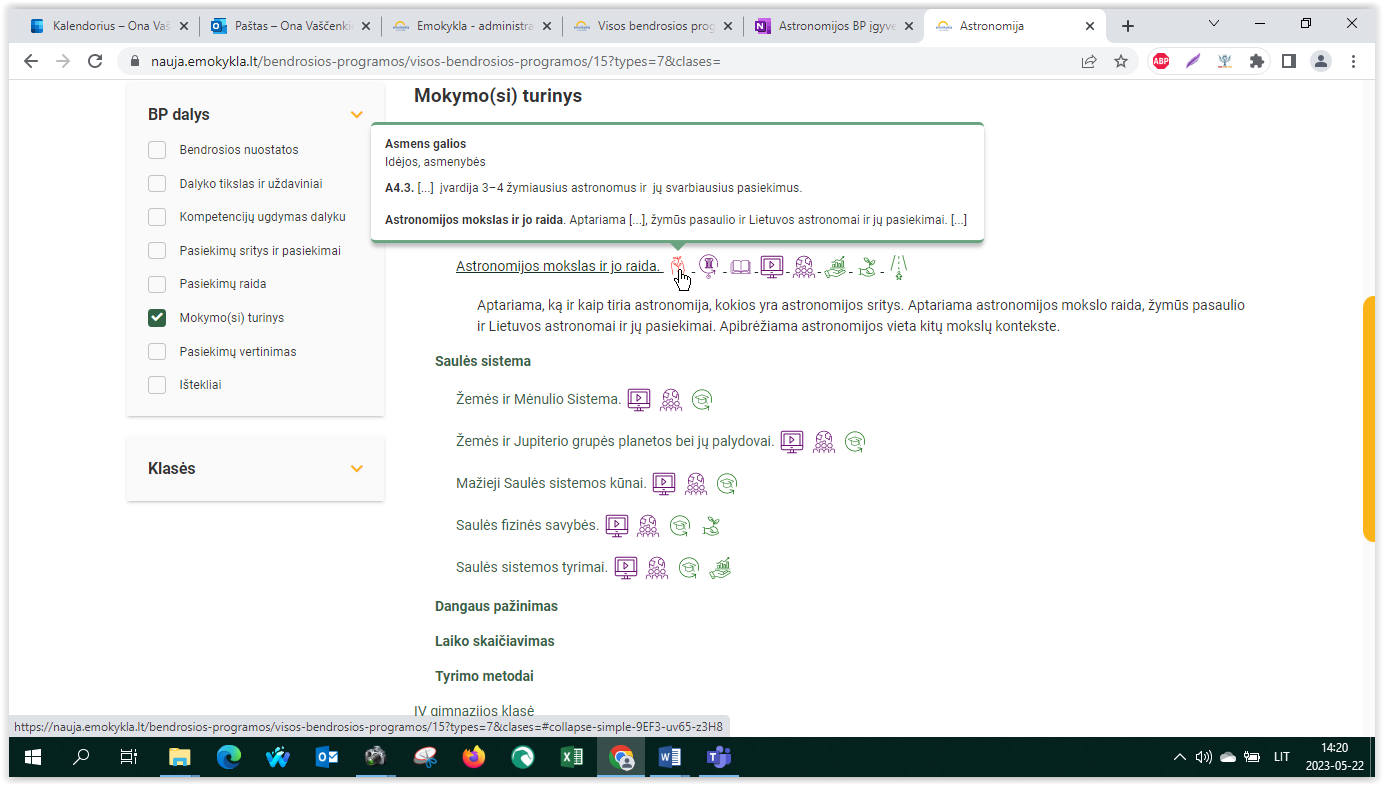 Kalendorius – Ona Vaš
Paštas – Ona Vaščenki
Emokykla - administra
Visos bendrosios prog
Astronomijos BP įgyve
Astronomija
nauja.emokykla.lt/bendrosios-programos/visos-bendrosios-programos/15?types=7&clases=
ABP
BP dalys
Bendrosios nuostatos
Dalyko tikslas ir uždaviniai
Kompetencijų ugdymas dalyku
Pasiekimų sritys ir pasiekimai
Pasiekimų raida
Mokymo(si) turinys
Pasiekimų vertinimas
Ištekliai
Klasės
Mokymo(si) turinys
Asmens galios
Idėjos, asmenybės
A4.3. [...] įvardija 3–4 žymiausius astronomus ir jų svarbiausius pasiekimus.
Astronomijos mokslas ir jo raida. Aptariama [...], žymūs pasaulio ir Lietuvos astronomai ir jų pasiekimai. [...]
Astronomijos mokslas ir jo raida.
Aptariama, ką ir kaip tiria astronomija, kokios yra astronomijos sritys. Aptariama astronomijos mokslo raida, žymūs pasaulio
ir Lietuvos astronomai ir jų pasiekimai. Apibrėžiama astronomijos vieta kitų mokslų kontekste.
Saulės sistema
Žemės ir Mėnulio Sistema.
Žemės ir Jupiterio grupės planetos bei jų palydovai.
Mažieji Saulės sistemos kūnai.
Saulės fizinės savybės.
Saulės sistemos tyrimai.
Dangaus pažinimas
Laiko skaičiavimas
Tyrimo metodai
IV gimnazijos klasė
https://nauja.emokykla.lt/bendrosios-programos/visos-bendrosios-programos/15?types=7&clases=#collapse-simple-9EF3-uv65-z3H8
LIT
14:20
2023-05-22